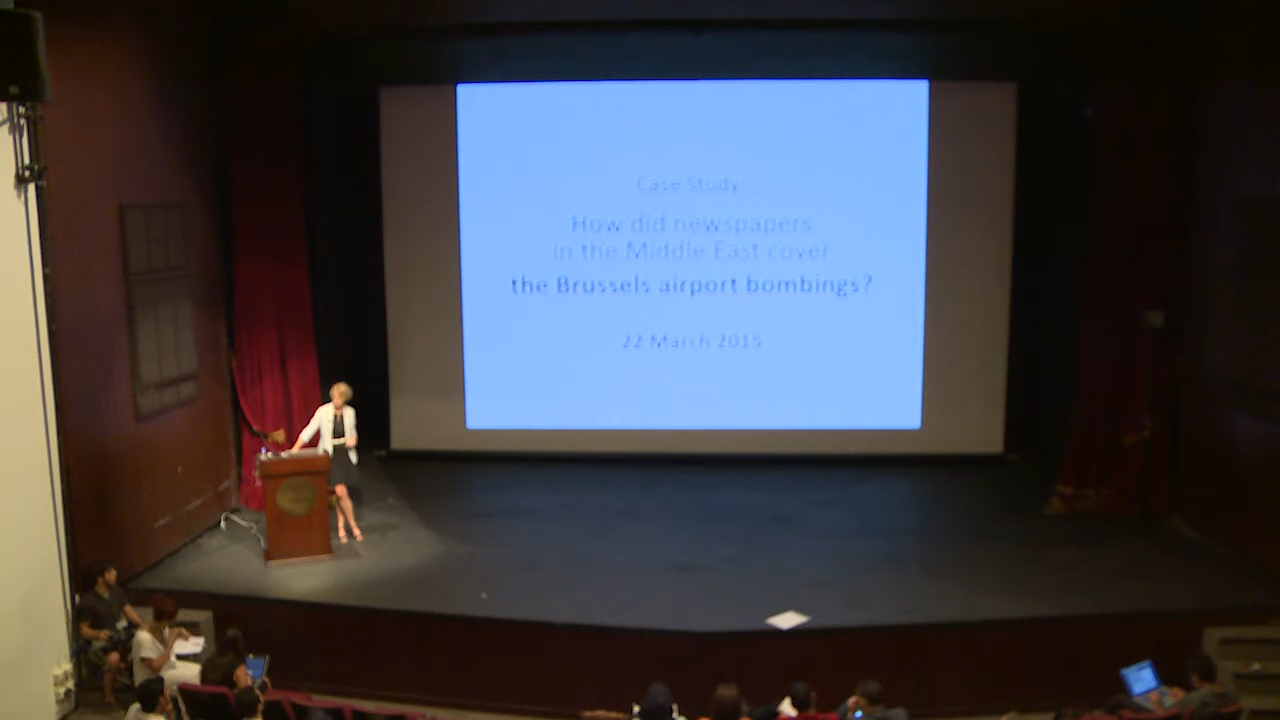 Case Study:
How did newspapers
in the Middle East cover
the Brussels airport bombings?
22 March 2015